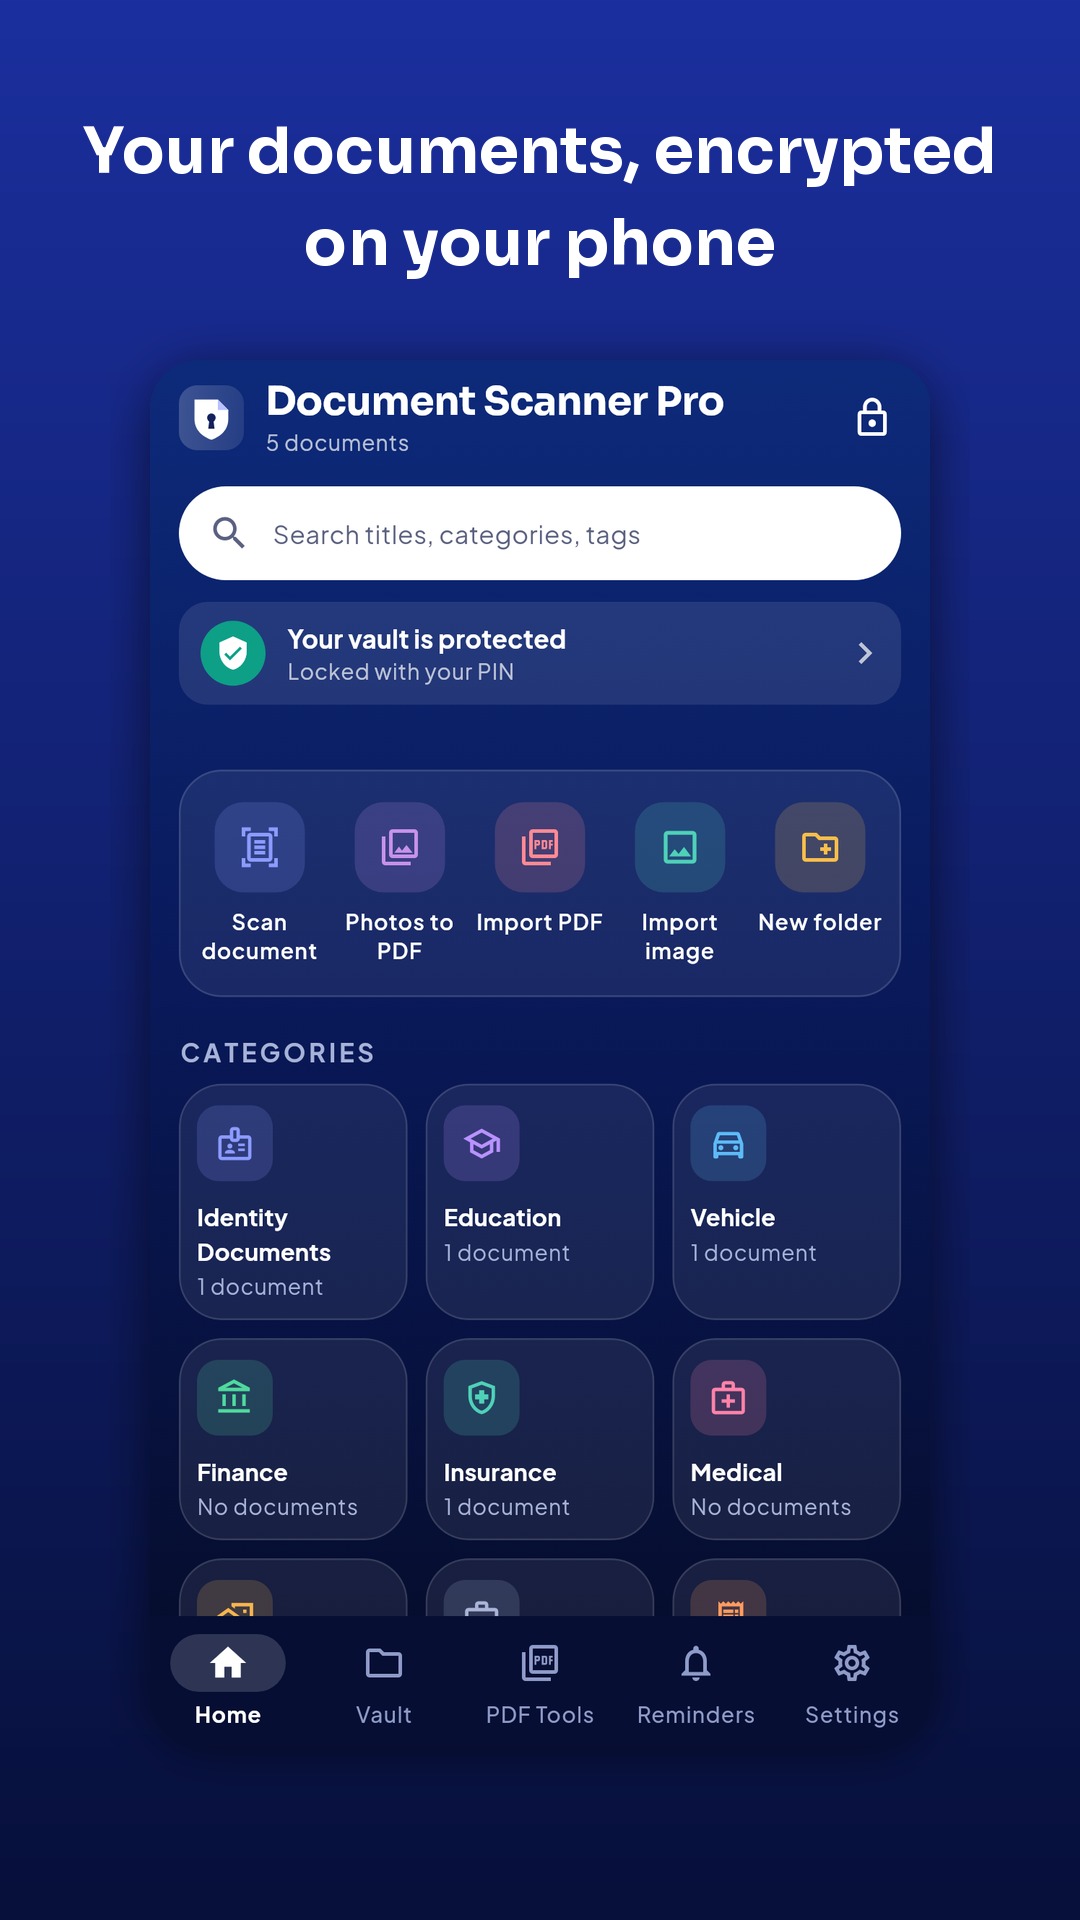 Your documents, encrypted
on your phone
Document Scanner Pro
5 documents
Search titles, categories, tags
Your vault is protected
Locked with your PIN
PDF
Scan
document
Photos to
PDF
Import PDF
Import
image
New folder
CATEGORIES
Identity
Documents
1 document
Education
1 document
Vehicle
1 document
Finance
No documents
Insurance
1 document
Medical
No documents
PDF
Home
Vault
PDF Tools
Reminders
Settings